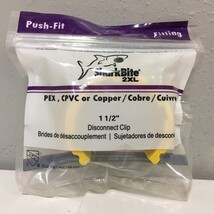 Push-Fit
Fitting
SharkBite
2XL
PEX, CPVC or Copper/Cobre/Cuivre
1 1/2"
Disconnect Clip
Brides de désaccouplement | Sujetadores de